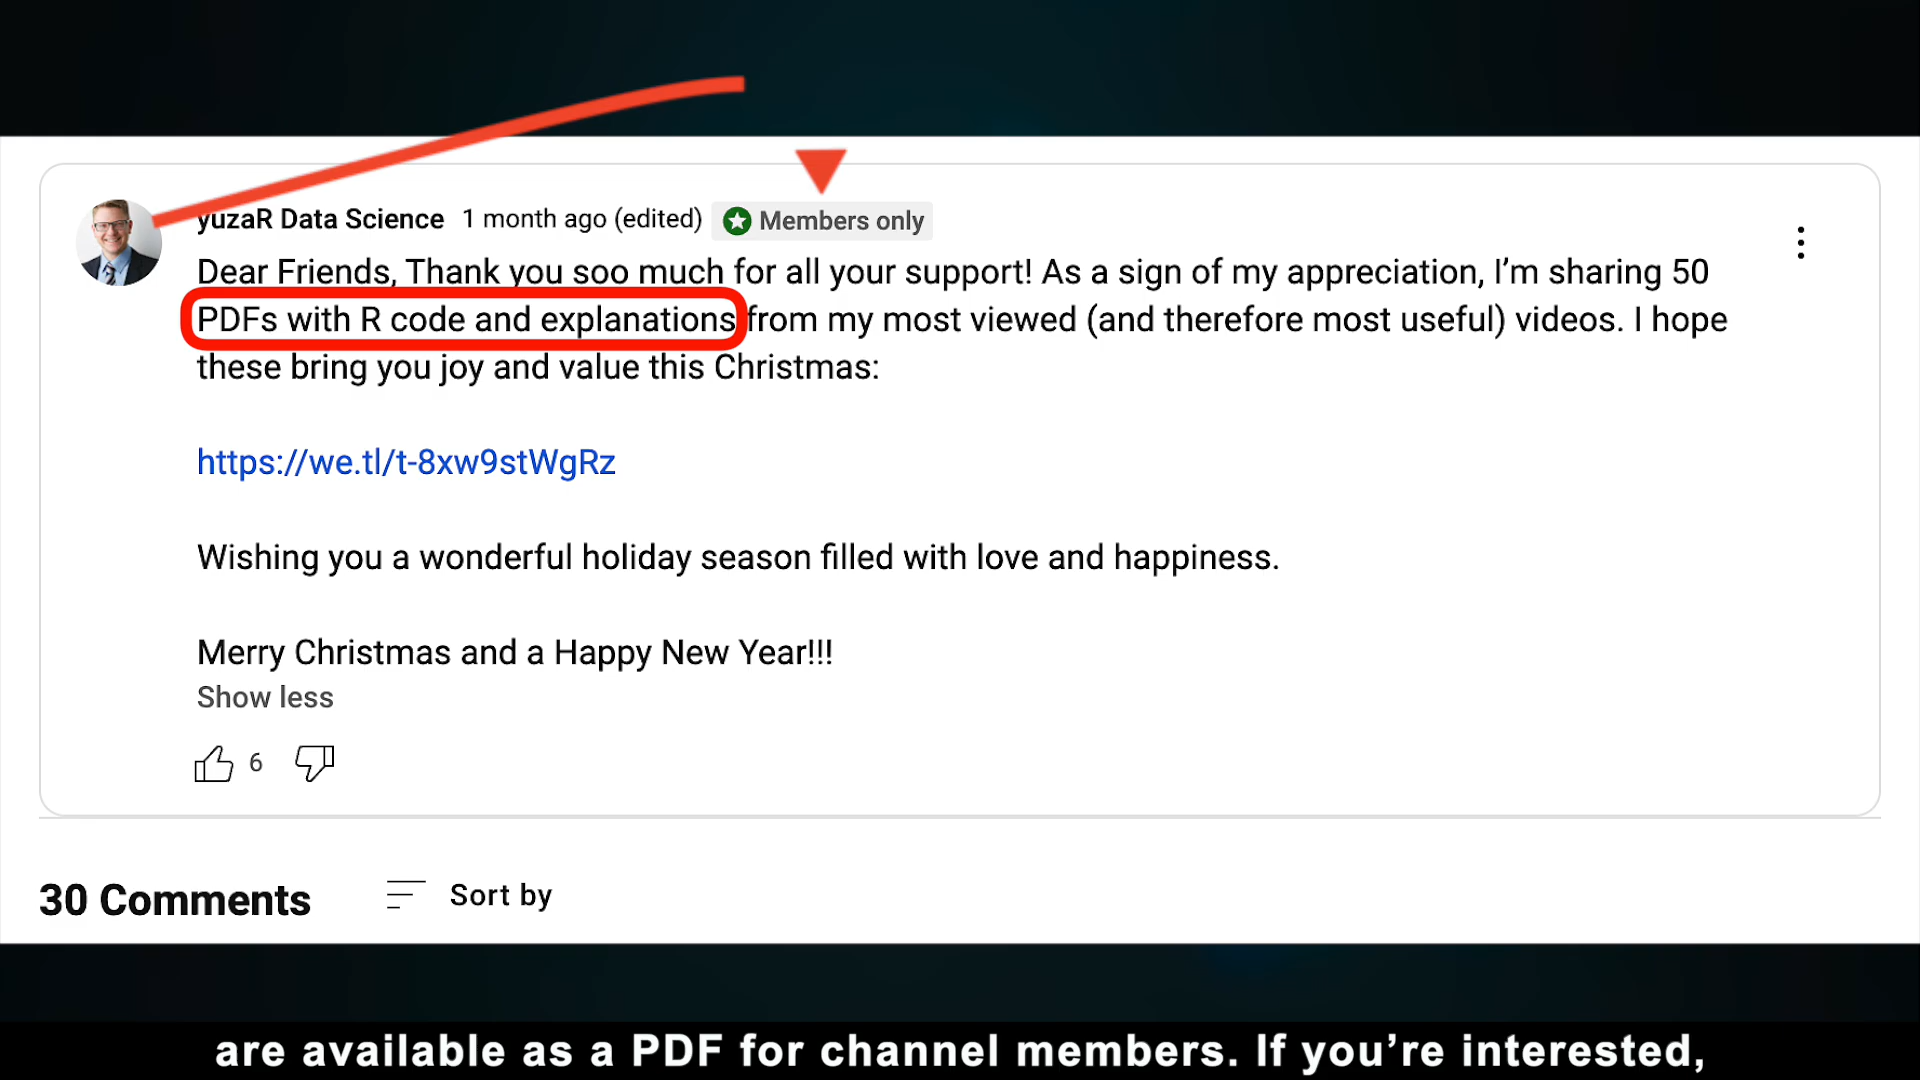 yuzaR Data Science 1 month ago (edited) Members only
Dear Friends, Thank you soo much for all your support! As a sign of my appreciation, I’m sharing 50
PDFs with R code and explanations from my most viewed (and therefore most useful) videos. I hope
these bring you joy and value this Christmas:
https://we.tl/t-8xw9stWgRz
Wishing you a wonderful holiday season filled with love and happiness.
Merry Christmas and a Happy New Year!!!
Show less
6
30 Comments Sort by
are available as a PDF for channel members. If you’re interested,